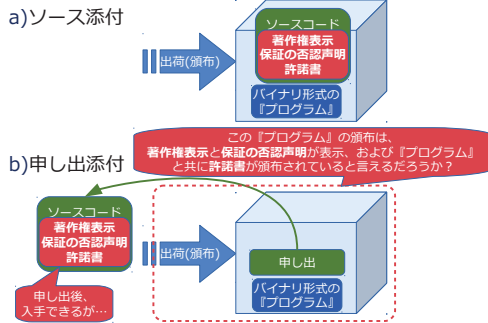 a)ソース添付
ソースコード
著作権表示
保証の否認声明
許諾書
出荷(頒布)
バイナリ形式の
『プログラム』
この『プログラム』の頒布は、
著作権表示と保証の否認声明が表示、および『プログラム』
と共に許諾書が頒布されていると言えるだろうか？
b)申し出添付
ソースコード
著作権表示
保証の否認声明
許諾書
出荷(頒布)
申し出
バイナリ形式の
『プログラム』
申し出後、
入手できるが…